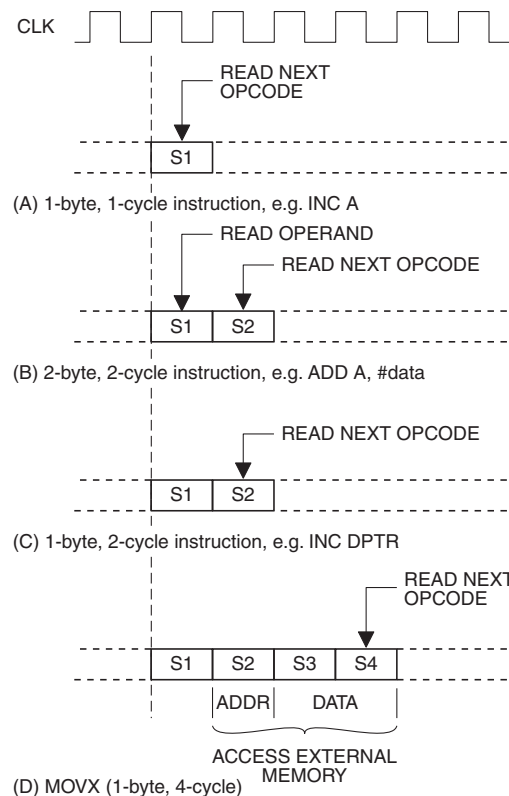 CLK
READ NEXT
OPCODE
S1
(A) 1-byte, 1-cycle instruction, e.g. INC A
READ OPERAND
READ NEXT OPCODE
S1 S2
(B) 2-byte, 2-cycle instruction, e.g. ADD A, #data
READ NEXT OPCODE
S1 S2
(C) 1-byte, 2-cycle instruction, e.g. INC DPTR
READ NEXT
OPCODE
S1 S2 S3 S4
ADDR DATA
ACCESS EXTERNAL
MEMORY
(D) MOVX (1-byte, 4-cycle)